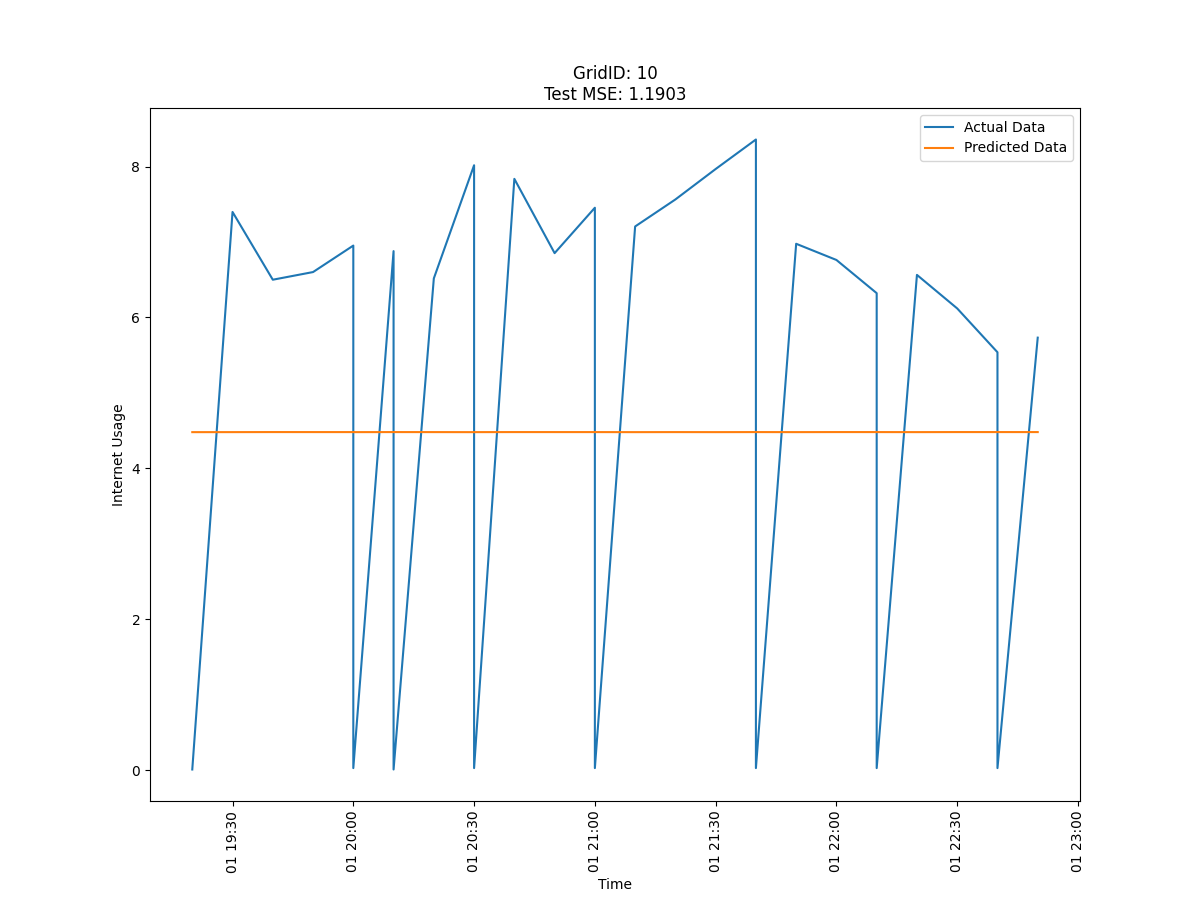 GridID: 10
Test MSE: 1.1903
Actual Data
Predicted Data
8
6
4
2
0
Internet Usage
01 19:30
01 20:00
01 20:30
01 21:00
01 21:30
01 22:00
01 22:30
01 23:00
Time